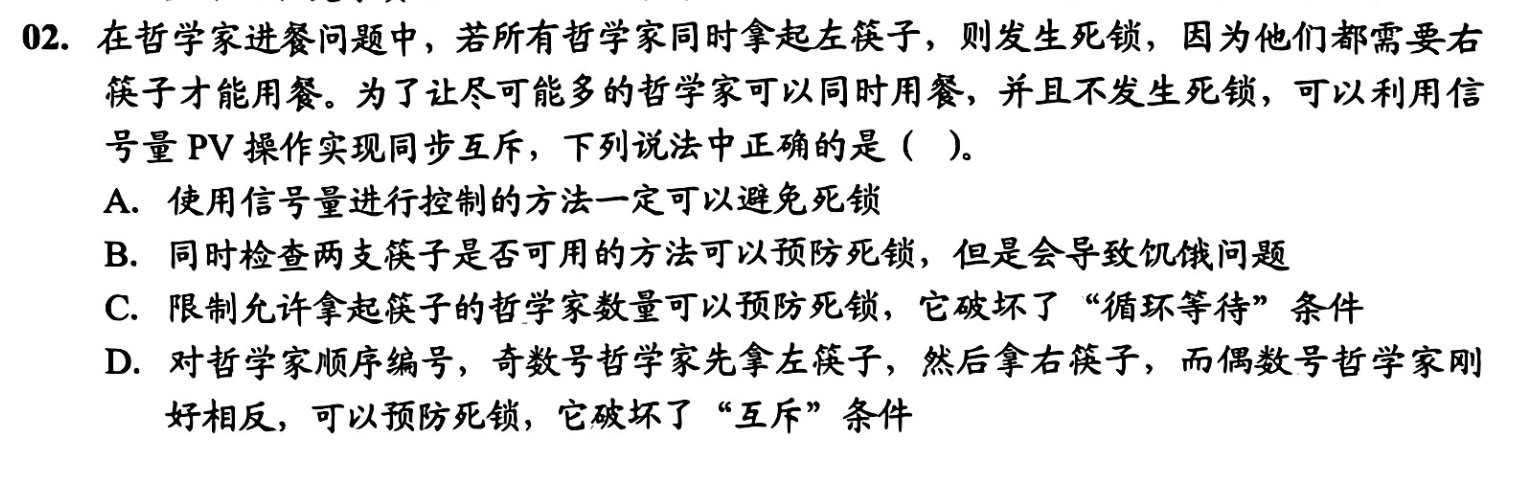 02. 在哲学家进餐问题中，若所有哲学家同时拿起左筷子，则发生死锁，因为他们都需要右
筷子才能用餐。为了让尽可能多的哲学家可以同时用餐，并且不发生死锁，可以利用信
号量 PV 操作实现同步互斥，下列说法中正确的是（ ）。
A. 使用信号量进行控制的方法一定可以避免死锁
B. 同时检查两支筷子是否可用的方法可以预防死锁，但是会导致饥饿问题
C. 限制允许拿起筷子的哲学家数量可以预防死锁，它破坏了“循环等待”条件
D. 对哲学家顺序编号，奇数号哲学家先拿左筷子，然后拿右筷子，而偶数号哲学家刚
好相反，可以预防死锁，它破坏了“互斥”条件